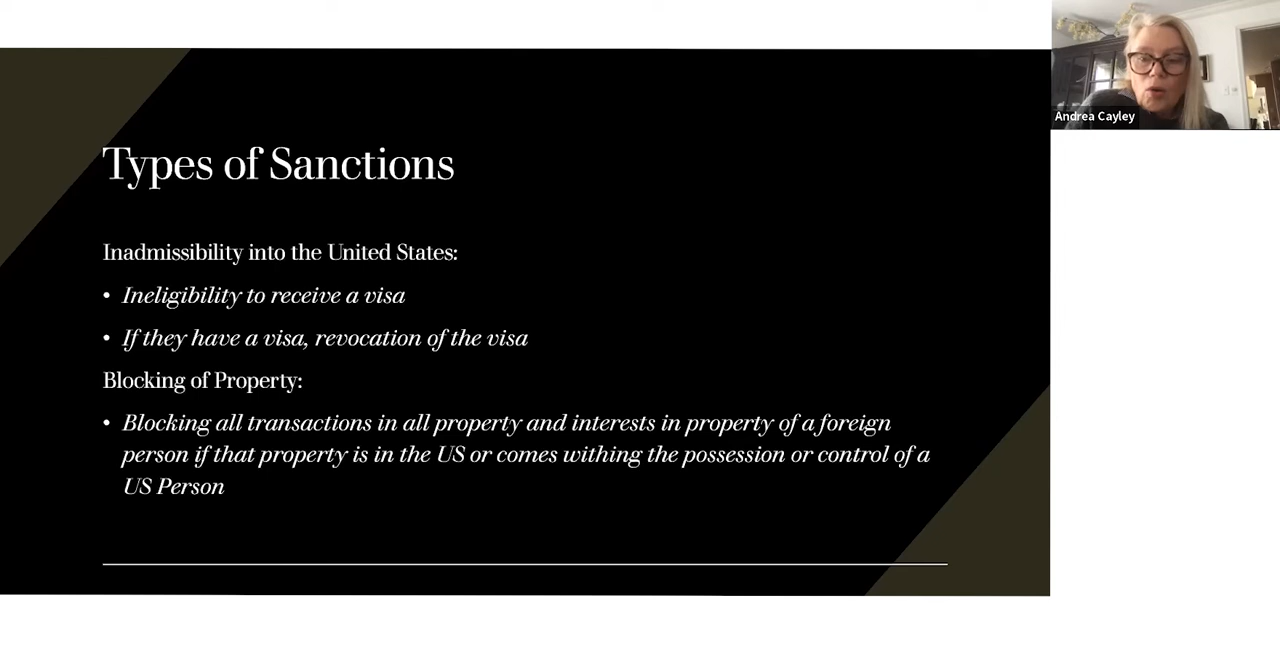 Types of Sanctions
Inadmissibility into the United States:
• Ineligibility to receive a visa
• If they have a visa, revocation of the visa
Blocking of Property:
• Blocking all transactions in all property and interests in property of a foreign
person if that property is in the US or comes withing the possession or control of a
US Person
Andrea Cayley